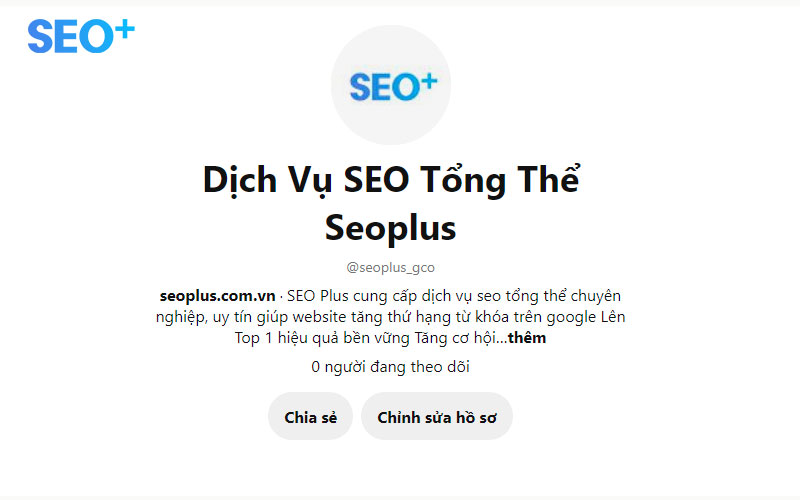 SEO+
SEO+
Dịch Vụ SEO Tổng Thể
Seoplus
@seoplus_gco
seoplus.com.vn · SEO Plus cung cấp dịch vụ seo tổng thể chuyên
nghiệp, uy tín giúp website tăng thứ hạng từ khóa trên google Lên
Top 1 hiệu quả bền vững Tăng cơ hội...thêm
0 người đang theo dõi
Chia sẻ Chỉnh sửa hồ sơ